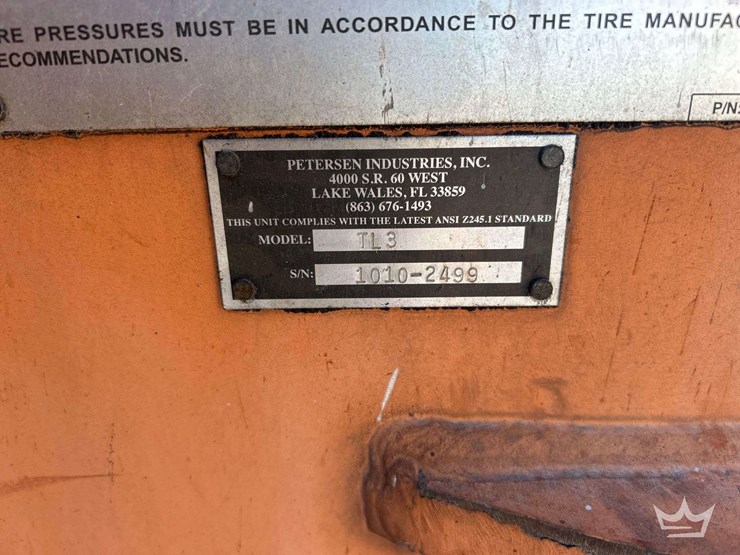 RE PRESSURES MUST BE IN ACCORDANCE TO THE TIRE MANUFAC
ECOMMENDATIONS.
P/N:
PETERSEN INDUSTRIES, INC.
4000 S.R. 60 WEST
LAKE WALES, FL 33859
(863) 676-1493
THIS UNIT COMPLIES WITH THE LATEST ANSI Z245.1 STANDARD
MODEL: TL3
S/N: 1010-2499